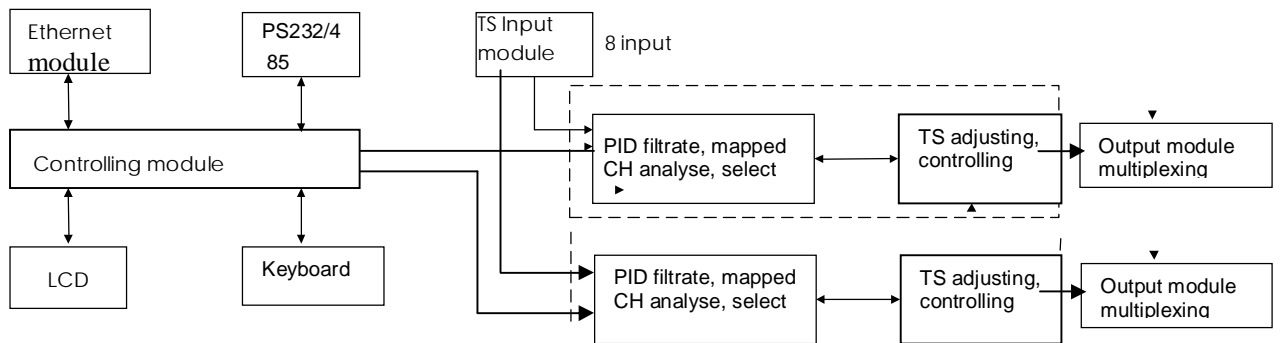 Ethernet
module
PS232/4
85
TS Input
module
8 input
Controlling module
PID filtrate, mapped
CH analyse, select
TS adjusting,
controlling
Output module
multiplexing
LCD
Keyboard
PID filtrate, mapped
CH analyse, select
TS adjusting,
controlling
Output module
multiplexing